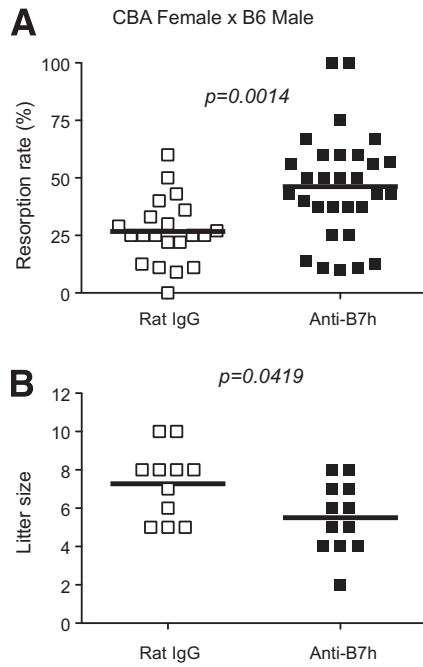 A
CBA Female x B6 Male
p=0.0014
Resorption rate (%)
100
75
50
25
0
Rat IgG Anti-B7h
B
p=0.0419
Litter size
12
10
8
6
4
2
0
Rat IgG Anti-B7h